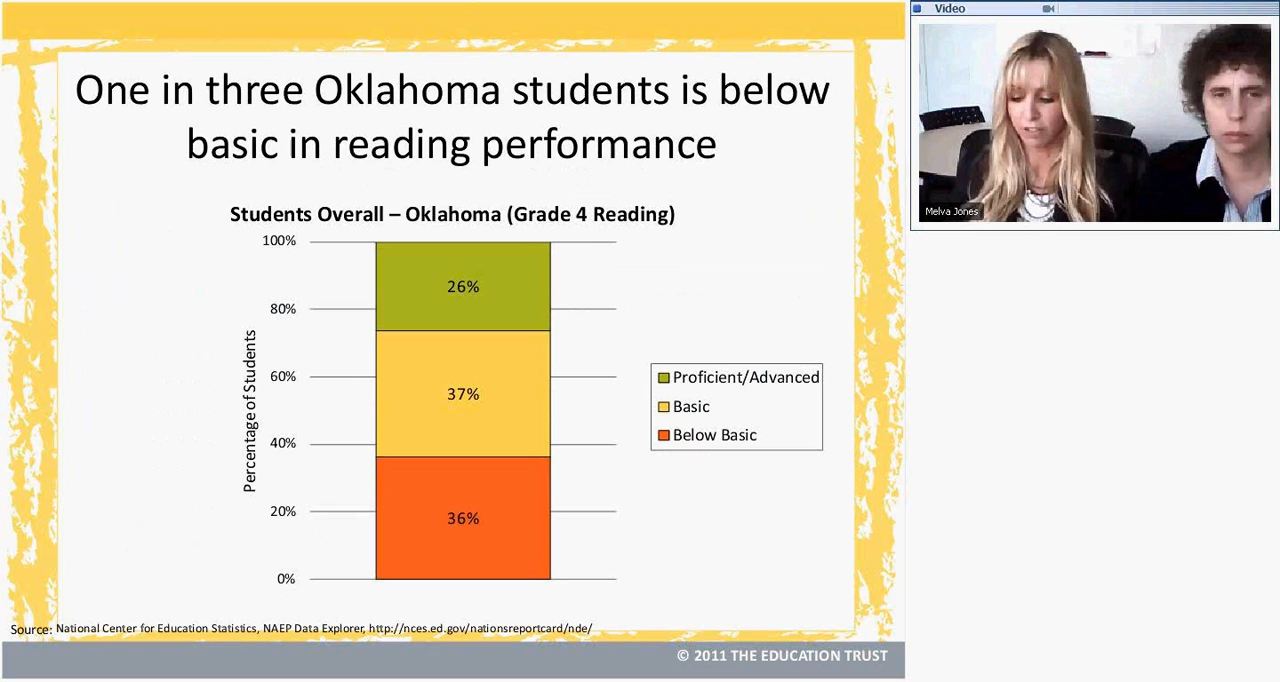 One in three Oklahoma students is below
basic in reading performance
Students Overall – Oklahoma (Grade 4 Reading)
100%
80%
60%
40%
20%
0%
Percentage of Students
26%
37%
36%
Proficient/Advanced
Basic
Below Basic
Source: National Center for Education Statistics, NAEP Data Explorer, http://nces.ed.gov/nationsreportcard/nde/
© 2011 THE EDUCATION TRUST
Video
Melva Jones